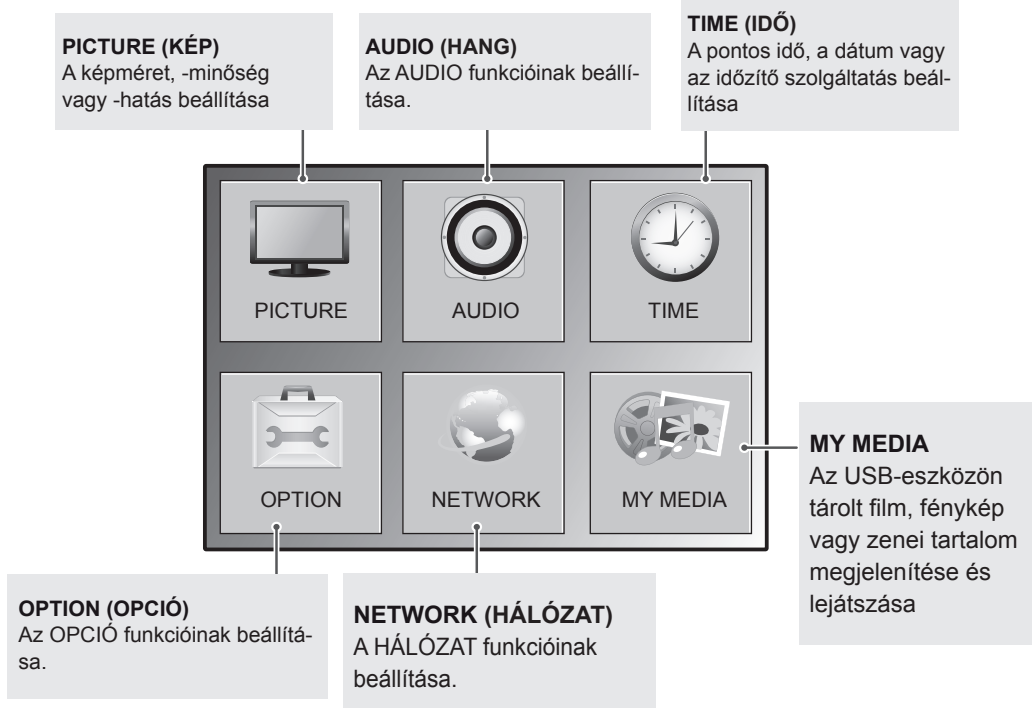 PICTURE (KÉP)
A képméret, -minőség
vagy -hatás beállítása
AUDIO (HANG)
Az AUDIO funkcióinak beállí-
tása.
TIME (IDŐ)
A pontos idő, a dátum vagy
az időzítő szolgáltatás beál-
lítása
PICTURE
AUDIO
TIME
OPTION
NETWORK
MY MEDIA
MY MEDIA
Az USB-eszközön
tárolt film, fénykép
vagy zenei tartalom
megjelenítése és
lejátszása
OPTION (OPCIÓ)
Az OPCIÓ funkcióinak beállítá-
sa.
NETWORK (HÁLÓZAT)
A HÁLÓZAT funkcióinak
beállítása.